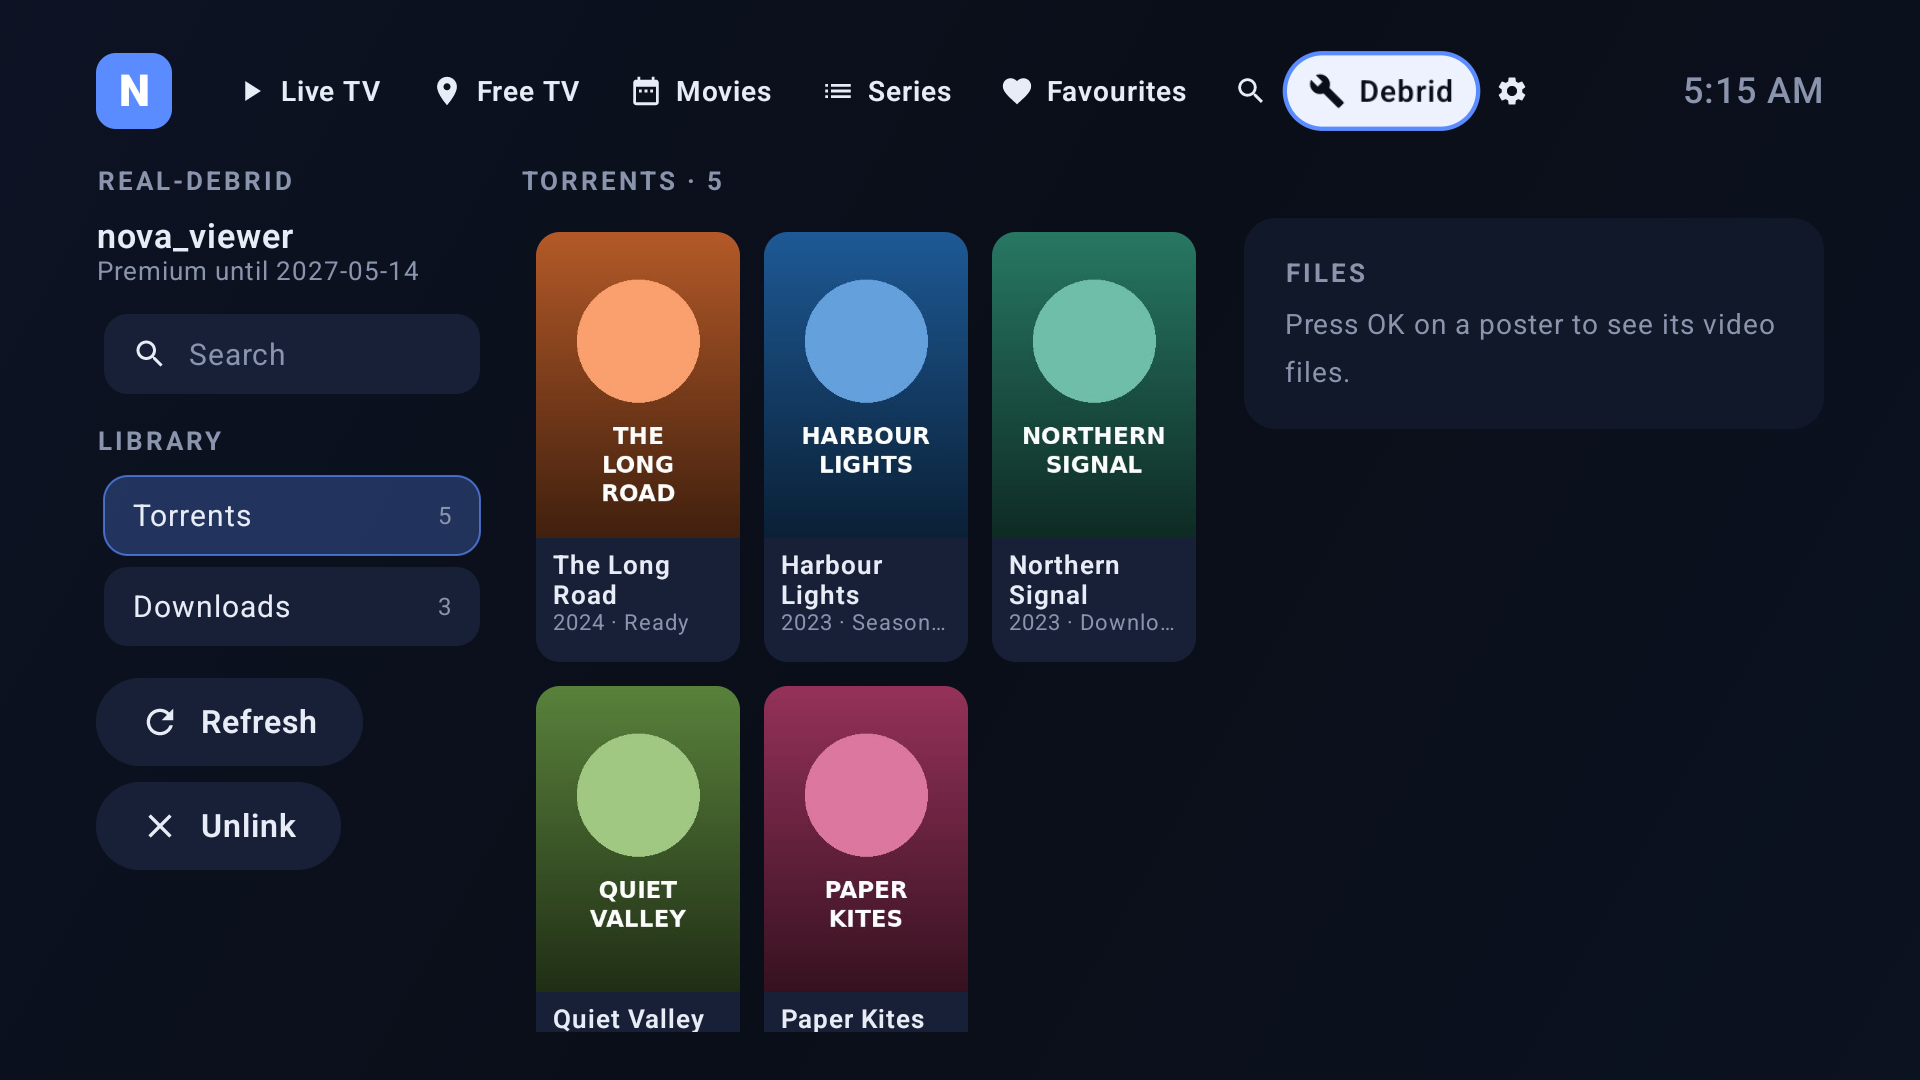 N
Live TV
Free TV
Movies
Series
Favourites
Debrid
5:15 AM
REAL-DEBRID
nova_viewer
Premium until 2027-05-14
Search
LIBRARY
Torrents
5
Downloads
3
Refresh
Unlink
TORRENTS · 5
THE
LONG
ROAD
The Long
Road
2024 · Ready
HARBOUR
LIGHTS
Harbour
Lights
2023 · Season…
NORTHERN
SIGNAL
Northern
Signal
2023 · Downlo…
QUIET
VALLEY
Quiet Valley
PAPER
KITES
Paper Kites
FILES
Press OK on a poster to see its video
files.